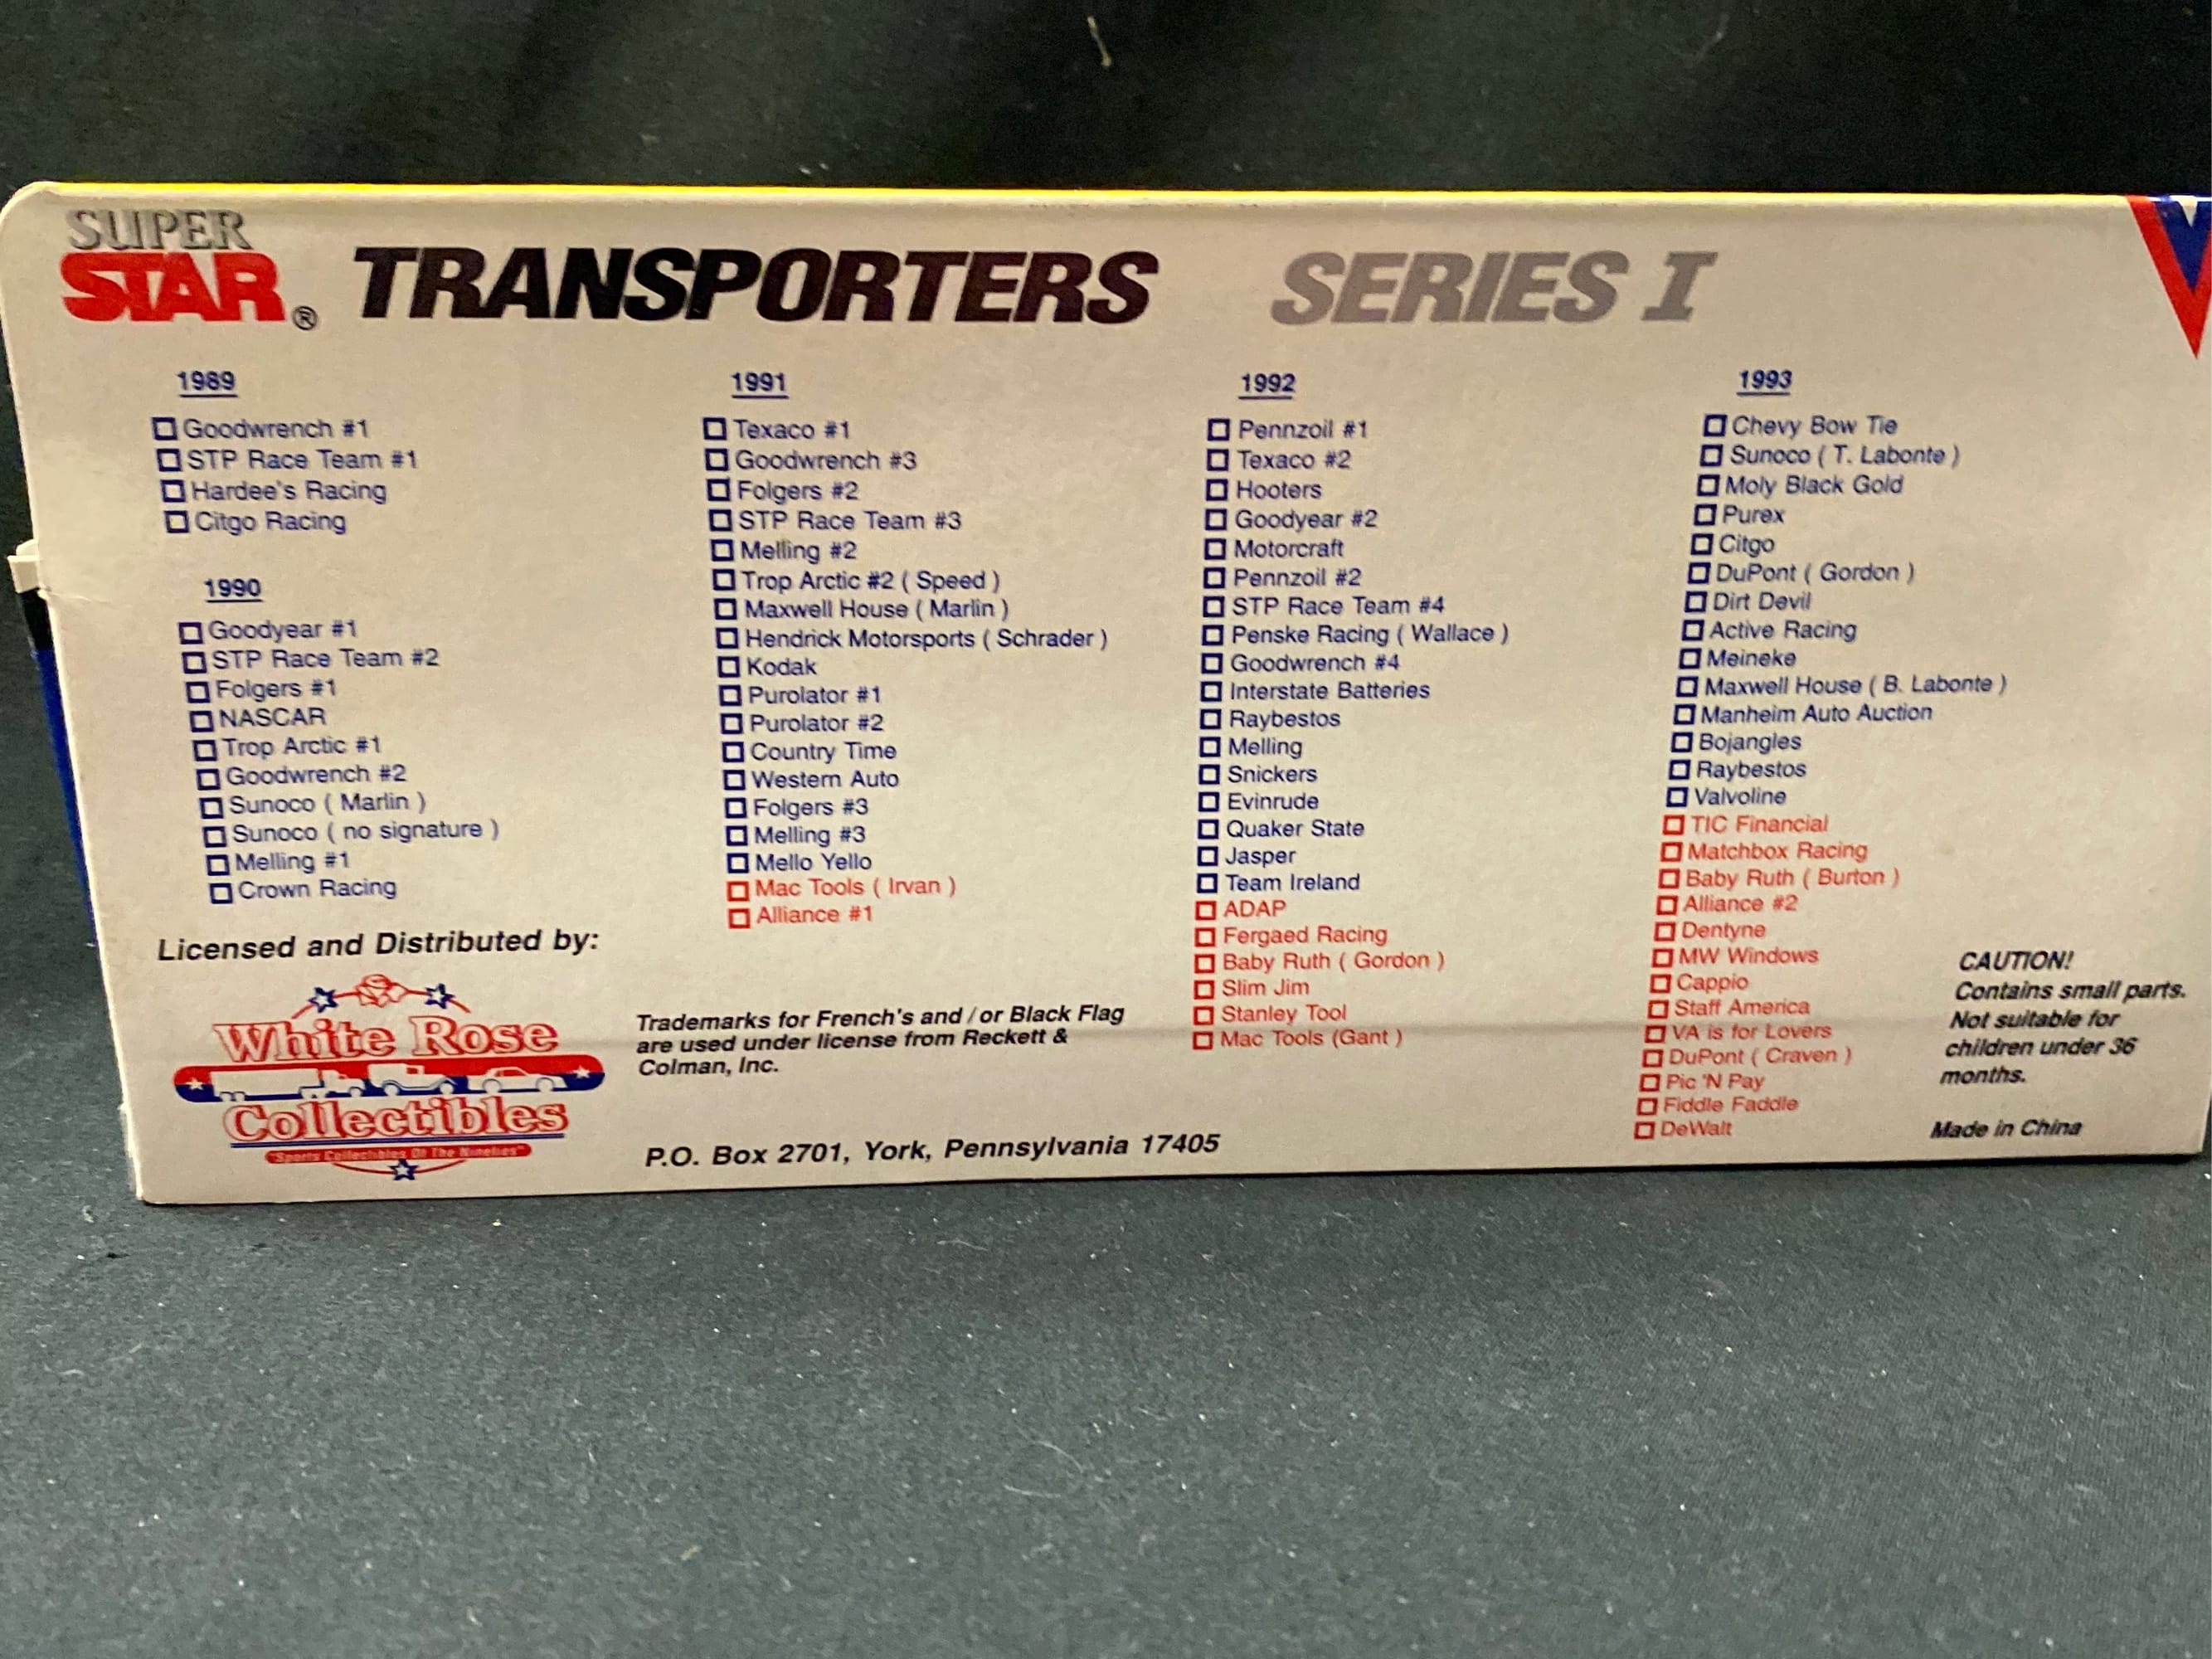 SUPER
STAR® TRANSPORTERS SERIES I
1989
Goodwrench #1
STP Race Team #1
Hardee's Racing
Citgo Racing
1990
Goodyear #1
STP Race Team #2
Folgers #1
NASCAR
Trop Arctic #1
Goodwrench #2
Sunoco ( Marlin )
Sunoco ( no signature )
Melling #1
Crown Racing
1991
Texaco #1
Goodwrench #3
Folgers #2
STP Race Team #3
Melling #2
Trop Arctic #2 ( Speed )
Maxwell House ( Marlin )
Hendrick Motorsports ( Schrader )
Kodak
Purolator #1
Purolator #2
Country Time
Western Auto
Folgers #3
Melling #3
Mello Yello
Mac Tools ( Irvan )
Alliance #1
1992
Pennzoil #1
Texaco #2
Hooters
Goodyear #2
Motorcraft
Pennzoil #2
STP Race Team #4
Penske Racing ( Wallace )
Goodwrench #4
Interstate Batteries
Raybestos
Melling
Snickers
Evinrude
Quaker State
Jasper
Team Ireland
ADAP
Fergaed Racing
Baby Ruth ( Gordon )
Slim Jim
Stanley Tool
Mac Tools (Gant )
1993
Chevy Bow Tie
Sunoco ( T. Labonte )
Moly Black Gold
Purex
Citgo
DuPont ( Gordon )
Dirt Devil
Active Racing
Meineke
Maxwell House ( B. Labonte )
Manheim Auto Auction
Bojangles
Raybestos
Valvoline
TIC Financial
Matchbox Racing
Baby Ruth ( Burton )
Alliance #2
Dentyne
MW Windows
Cappio
Staff America
VA is for Lovers
DuPont ( Craven )
Pic 'N Pay
Fiddle Faddle
DeWalt
Licensed and Distributed by:
White Rose
Collectibles
"Sports Collectibles Of The Nineties"
Trademarks for French's and / or Black Flag
are used under license from Reckett &
Colman, Inc.
P.O. Box 2701, York, Pennsylvania 17405
CAUTION!
Contains small parts.
Not suitable for
children under 36
months.
Made in China